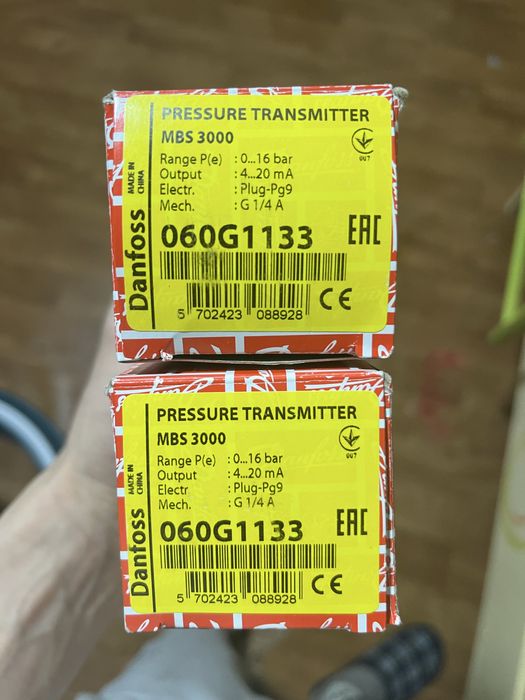 PRESSURE TRANSMITTER
MBS 3000
Range P(e) : 0...16 bar
Output : 4...20 mA
Electr. : Plug-Pg9
Mech. : G 1/4 A
060G1133
EAC
5 702423 088928
CE
007
Danfoss
MADE IN
CHINA
PRESSURE TRANSMITTER
MBS 3000
Range P(e) : 0...16 bar
Output : 4...20 mA
Electr : Plug-Pg9
Mech. : G 1/4 A
060G1133
EAC
5 702423 088928
CE
007
Danfoss
MADE IN
CHINA